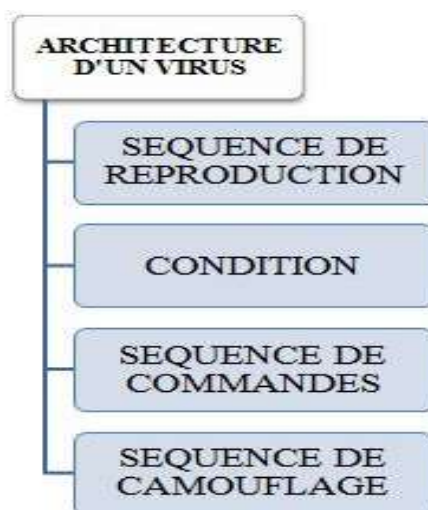 ARCHITECTURE
D'UN VIRUS
SEQUENCE DE
REPRODUCTION
CONDITION
SEQUENCE DE
COMMANDES
SEQUENCE DE
CAMOUFLAGE